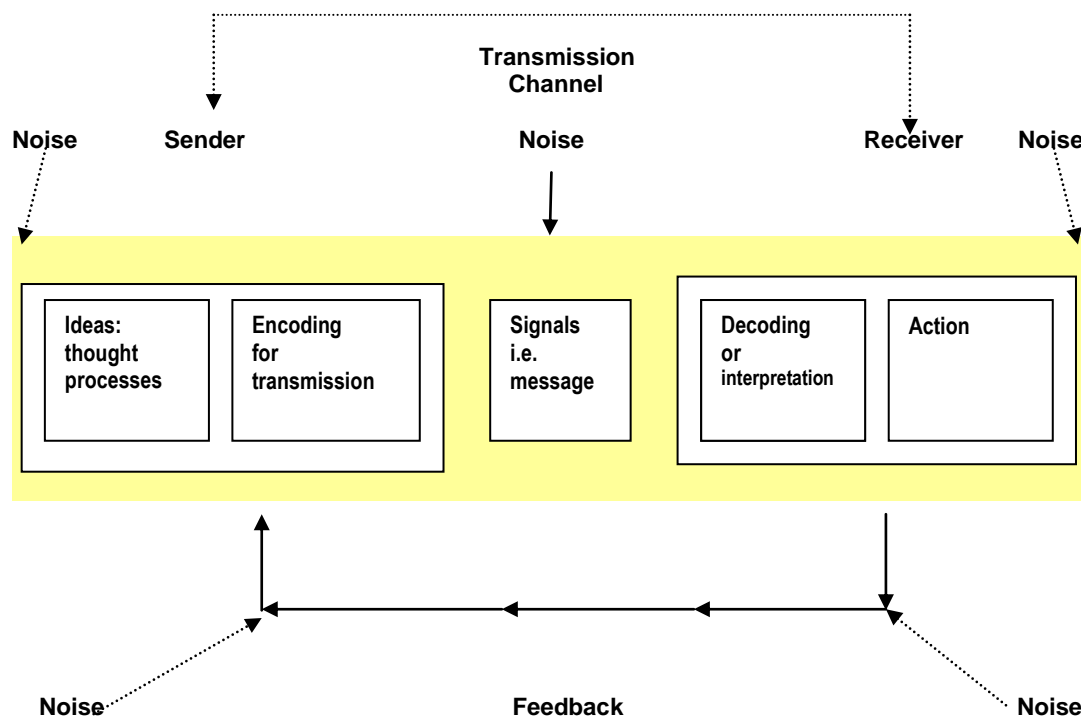 Transmission
Channel
Noise
Sender
Noise
Receiver
Noise
Ideas:
thought
processes
Encoding
for
transmission
Signals
i.e.
message
Decoding
or
interpretation
Action
Noise
Feedback
Noise